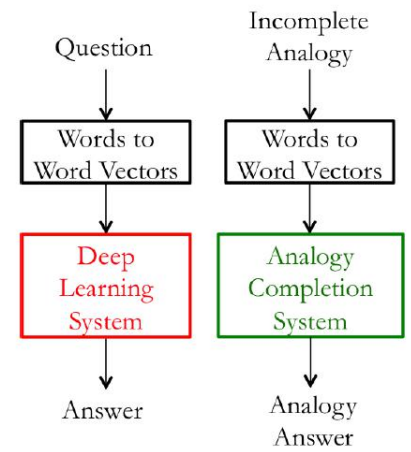 Question
Words to
Word Vectors
Deep
Learning
System
Answer
Incomplete
Analogy
Words to
Word Vectors
Analogy
Completion
System
Analogy
Answer